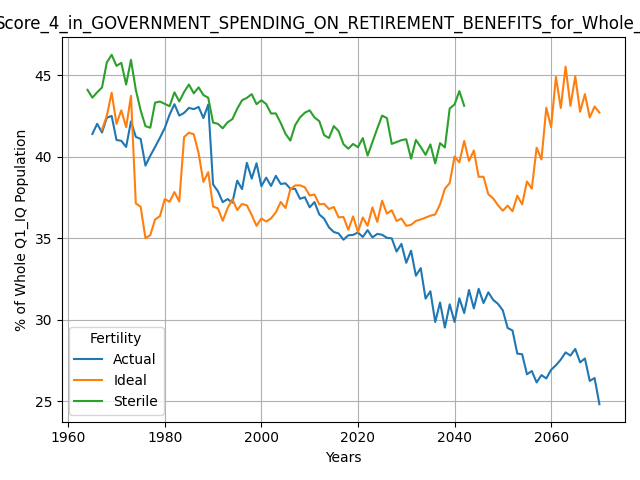 Score_4_in_GOVERNMENT_SPENDING_ON_RETIREMENT_BENEFITS_for_Whole_
% of Whole Q1_IQ Population
45
40
35
30
25
Fertility
Actual
Ideal
Sterile
1960 1980 2000 2020 2040 2060
Years